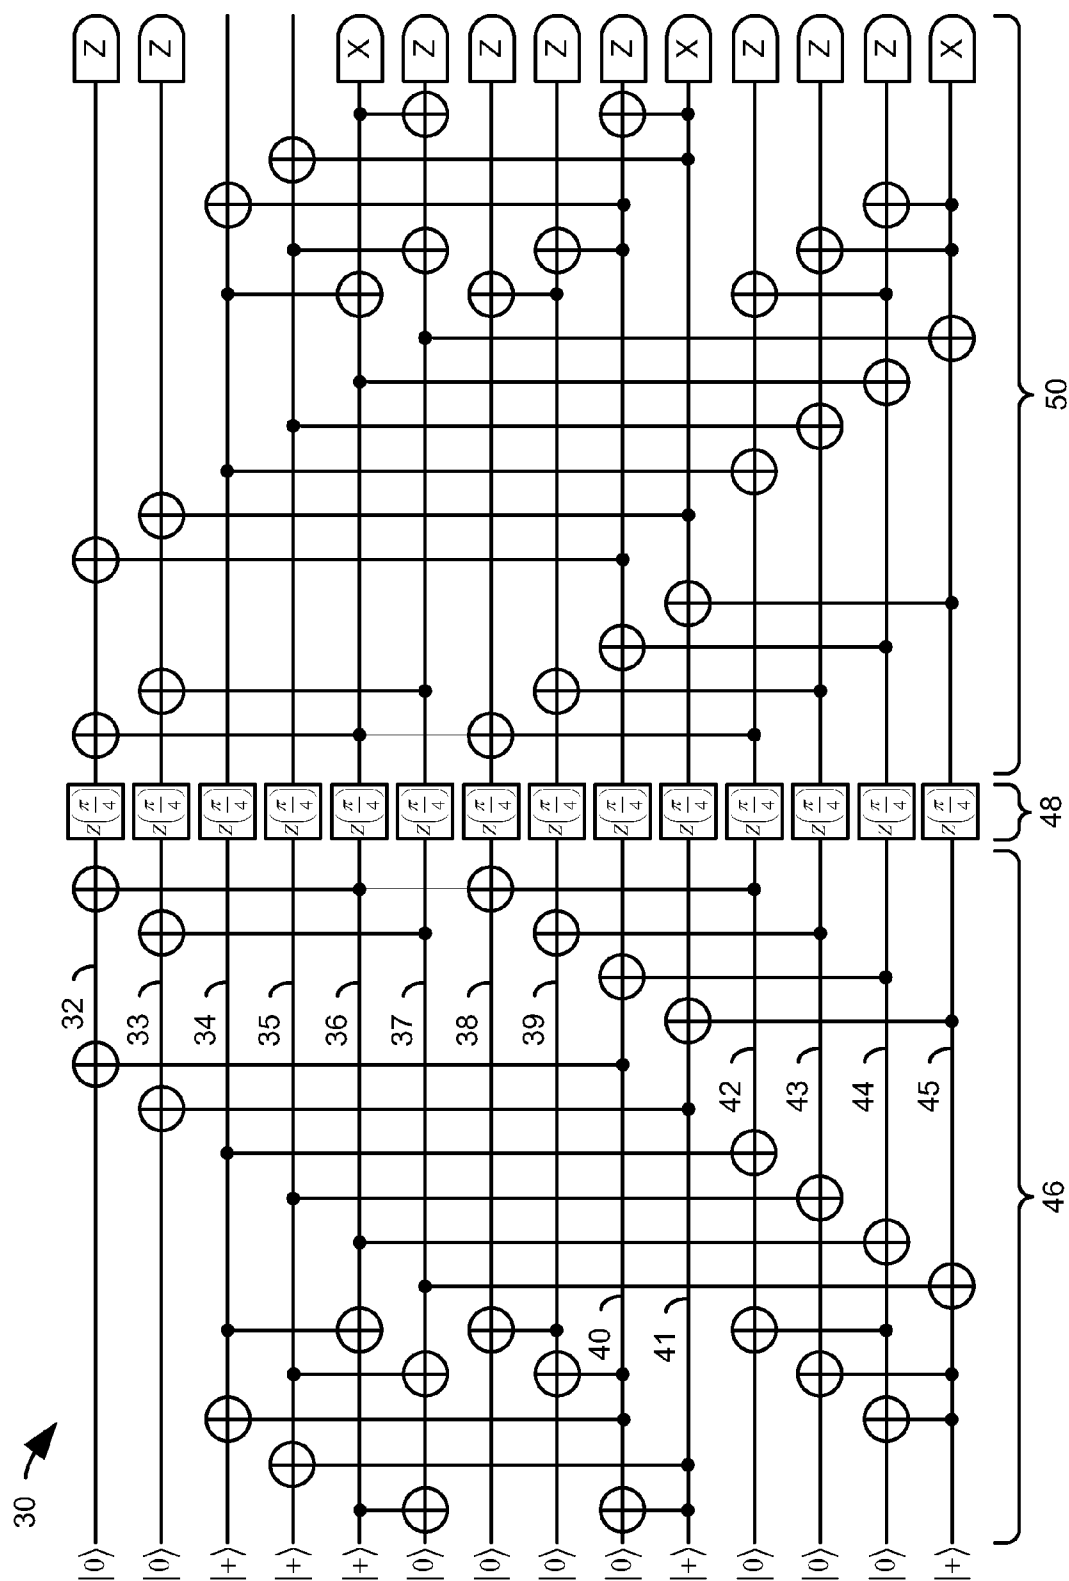 30
|0⟩ 32 Z(π/4) Z
|0⟩ 33 Z(π/4) Z
|+⟩ 34 Z(π/4)
|+⟩ 35 Z(π/4)
|+⟩ 36 Z(π/4) X
|0⟩ 37 Z(π/4) Z
|0⟩ 38 Z(π/4) Z
|0⟩ 39 Z(π/4) Z
|0⟩ 40 Z(π/4) Z
|+⟩ 41 Z(π/4) X
|0⟩ 42 Z(π/4) Z
|0⟩ 43 Z(π/4) Z
|0⟩ 44 Z(π/4) Z
|+⟩ 45 Z(π/4) X
46 48 50